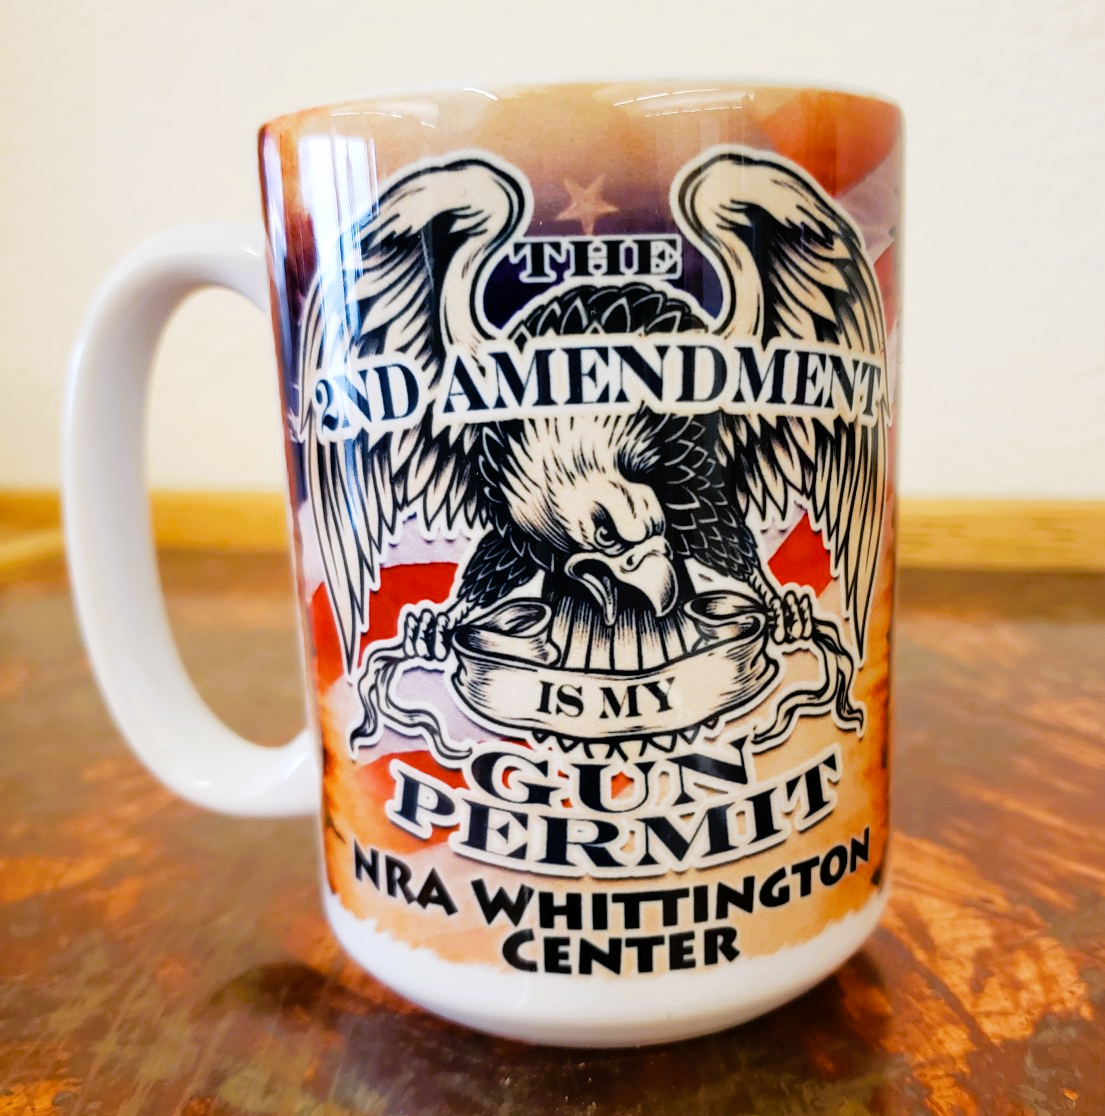 THE
2ND AMENDMENT
IS MY
GUN
PERMIT
NRA WHITTINGTON
CENTER